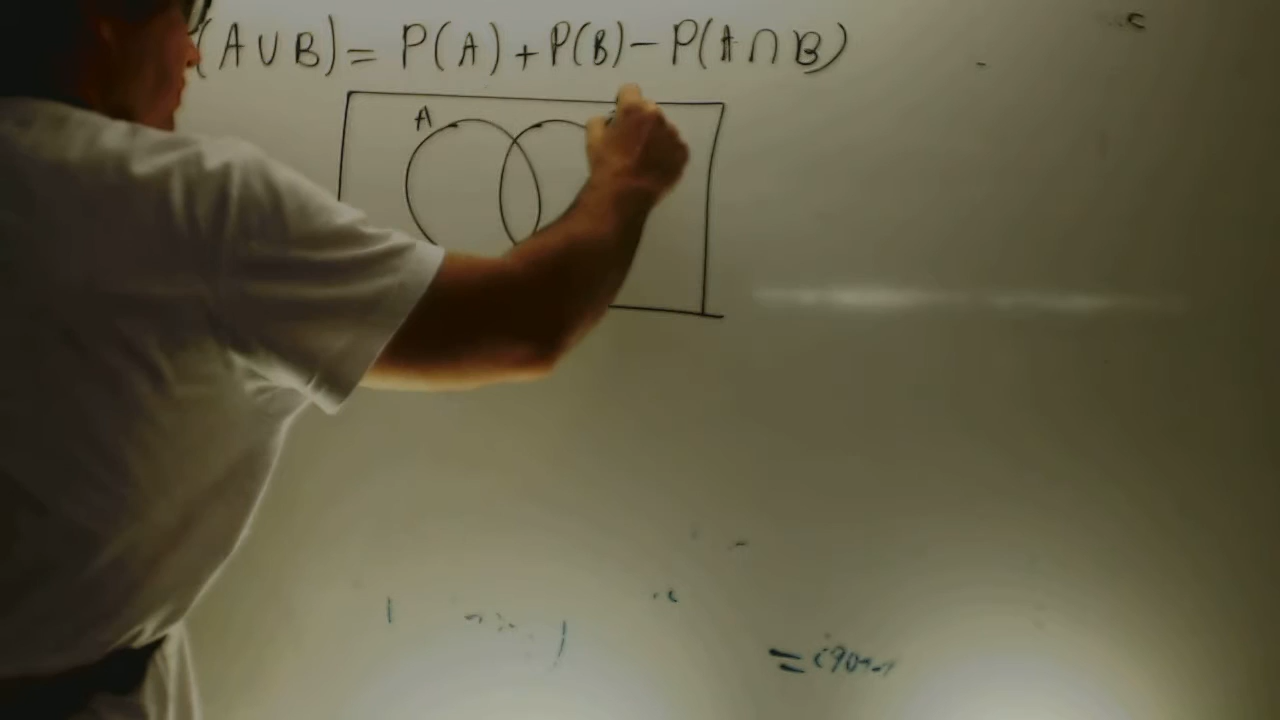 (A∪B) = P(A) + P(B) − P(A∩B)
A